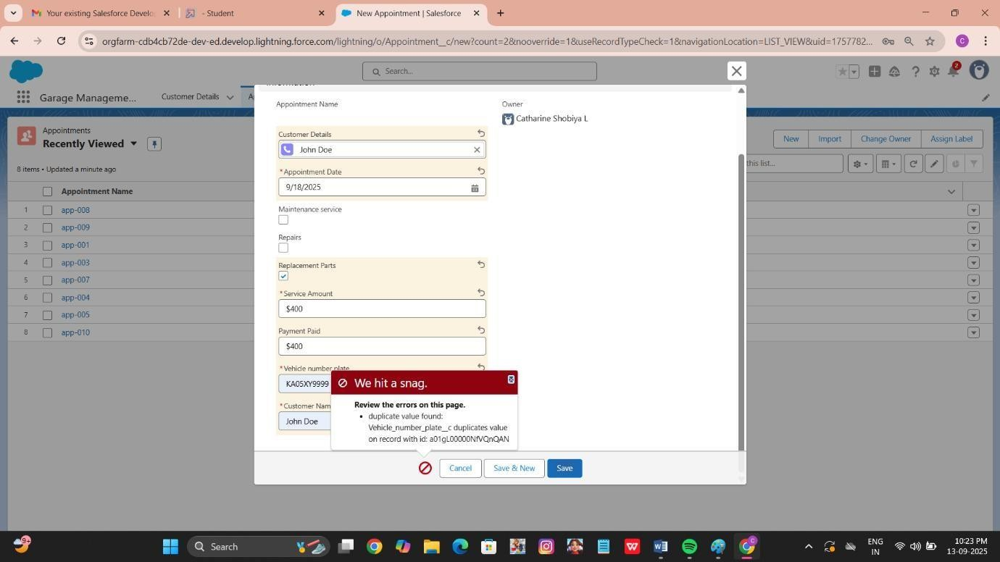 Your existing Salesforce Develo
- Student
New Appointment | Salesforce
orgfarm-cdb4cb72de-dev-ed.develop.lightning.force.com/lightning/o/Appointment__c/new?count=2&nooverride=1&useRecordTypeCheck=1&navigationLocation=LIST_VIEW&uid=1757782...
C
Search...
2
Garage Manageme...
Customer Details
A
Information
Appointments
Recently Viewed
8 items • Updated a minute ago
New
Import
Change Owner
Assign Label
this list...
Appointment Name
1 app-008
2 app-009
3 app-001
4 app-003
5 app-007
6 app-004
7 app-005
8 app-010
Appointment Name
Owner
Catharine Shobiya L
Customer Details
John Doe
* Appointment Date
9/18/2025
Maintenance service
Repairs
Replacement Parts
* Service Amount
$400
Payment Paid
$400
* Vehicle number plate
KA05XY9999
* Customer Nam
John Doe
We hit a snag.
Review the errors on this page.
• duplicate value found:
Vehicle_number_plate__c duplicates value
on record with id: a01gL00000NfVQnQAN
Cancel
Save & New
Save
9+
Search
ENG
IN
10:23 PM
13-09-2025